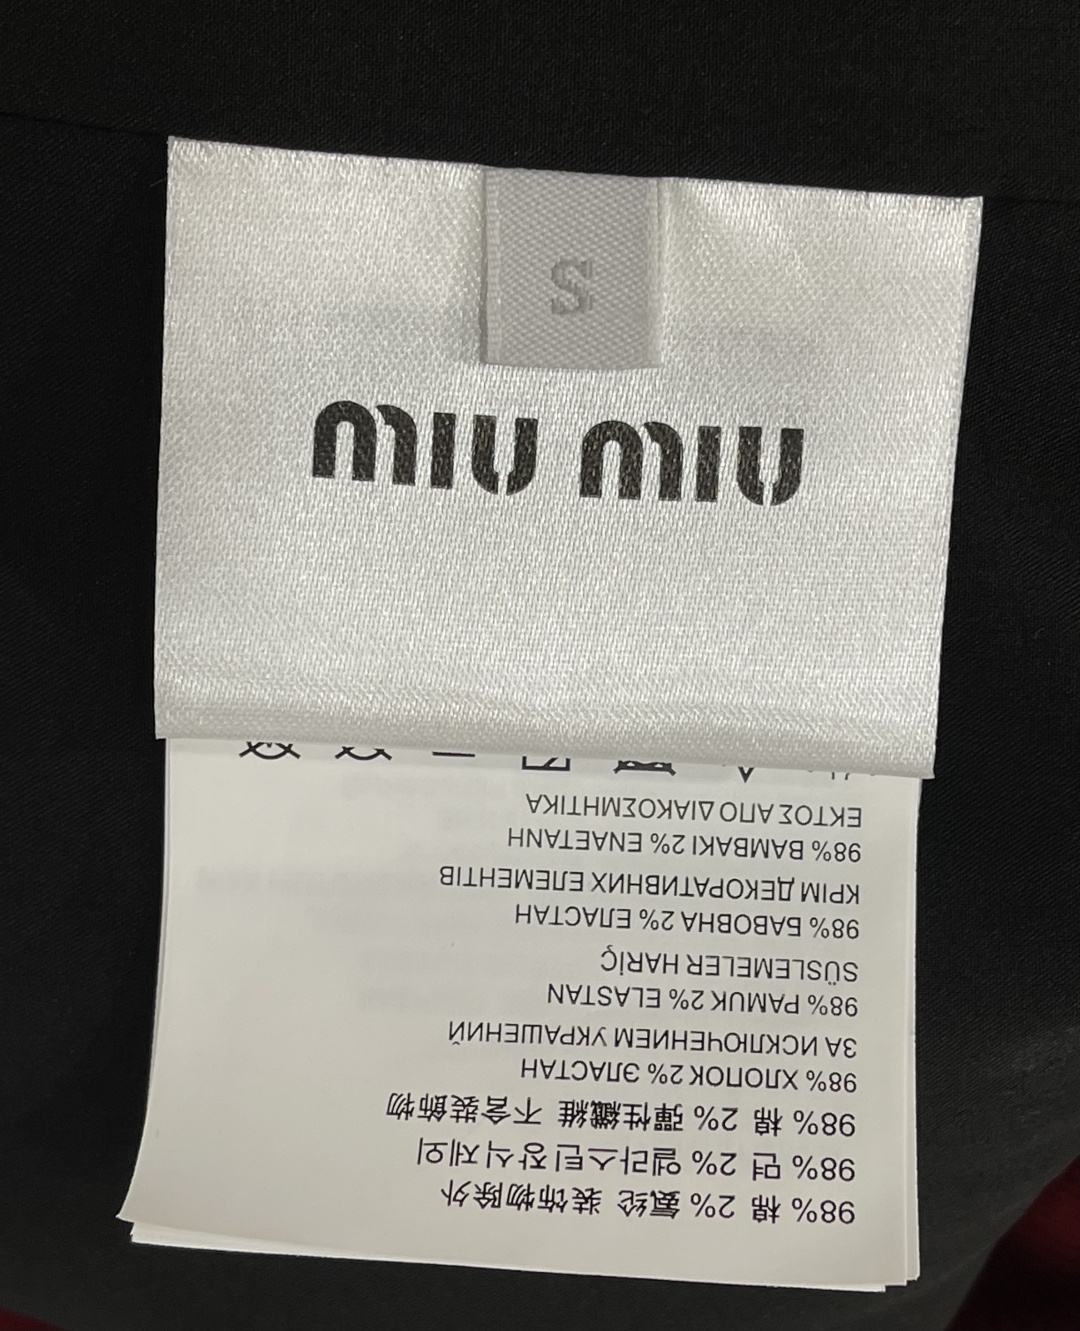 S
MIU MIU
98% 棉 2% 氨纶 装饰物除外
98% 면 2% 엘라스틴 장식제외
98% 棉 2% 彈性纖維 不含裝飾物
98% ХЛОПОК 2% ЭЛАСТАН
ЗА ИСКЛЮЧЕНИЕМ УКРАШЕНИЙ
98% PAMUK 2% ELASTAN
SÜSLEMELER HARİÇ
98% БАВОВНА 2% ЕЛАСТАН
КРІМ ДЕКОРАТИВНИХ ЕЛЕМЕНТІВ
98% ΒΑΜΒΑΚΙ 2% ΕΝΑΕΤΑΝΗ
ΕΚΤΟΣ ΑΠΟ ΔΙΑΚΟΣΜΗΤΙΚΑ